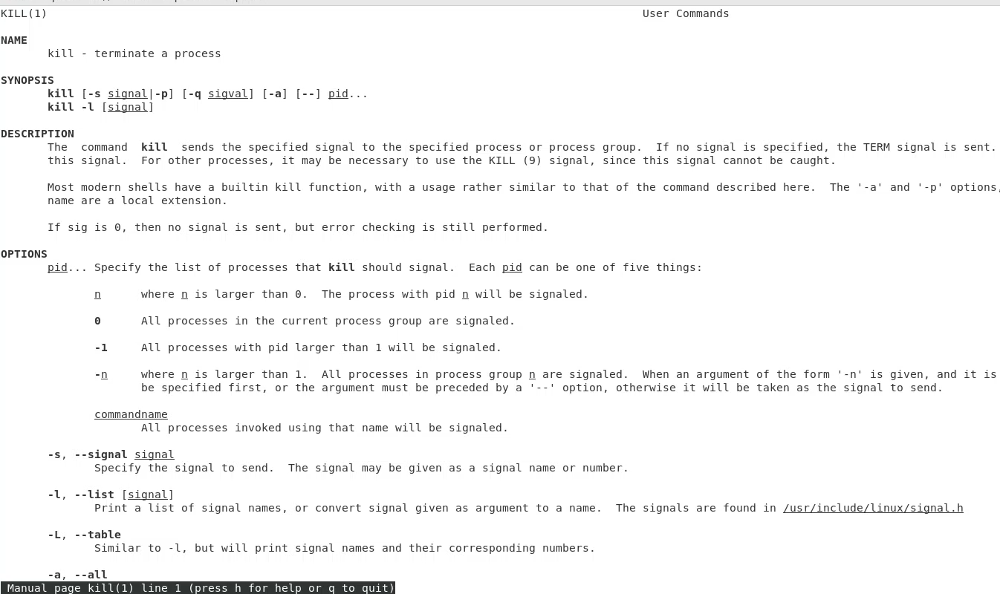 KILL(1) User Commands
NAME
kill - terminate a process
SYNOPSIS
kill [-s signal|-p] [-q sigval] [-a] [--] pid...
kill -l [signal]
DESCRIPTION
The command kill sends the specified signal to the specified process or process group. If no signal is specified, the TERM signal is sent.
this signal. For other processes, it may be necessary to use the KILL (9) signal, since this signal cannot be caught.
Most modern shells have a builtin kill function, with a usage rather similar to that of the command described here. The '-a' and '-p' options,
name are a local extension.
If sig is 0, then no signal is sent, but error checking is still performed.
OPTIONS
pid... Specify the list of processes that kill should signal. Each pid can be one of five things:
n where n is larger than 0. The process with pid n will be signaled.
0 All processes in the current process group are signaled.
-1 All processes with pid larger than 1 will be signaled.
-n where n is larger than 1. All processes in process group n are signaled. When an argument of the form '-n' is given, and it is
be specified first, or the argument must be preceded by a '--' option, otherwise it will be taken as the signal to send.
commandname
All processes invoked using that name will be signaled.
-s, --signal signal
Specify the signal to send. The signal may be given as a signal name or number.
-l, --list [signal]
Print a list of signal names, or convert signal given as argument to a name. The signals are found in /usr/include/linux/signal.h
-L, --table
Similar to -l, but will print signal names and their corresponding numbers.
-a, --all
Manual page kill(1) line 1 (press h for help or q to quit)